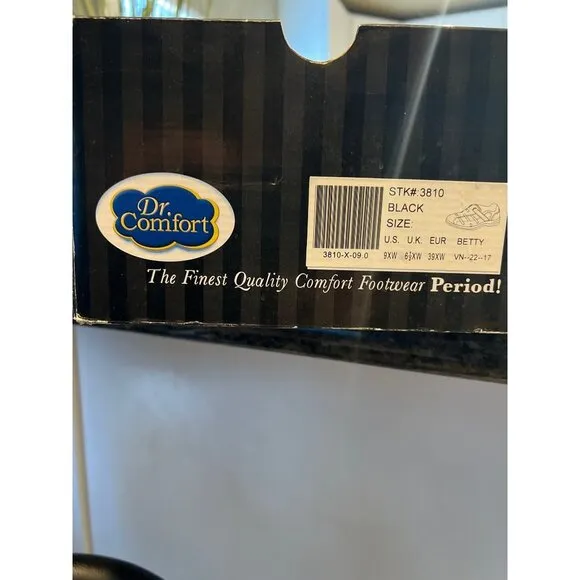 Dr.
Comfort
STK#: 3810
BLACK
SIZE:
U.S. U.K. EUR BETTY
3810-X-09.0 9XW 6½XW 39XW VN--22--17
The Finest Quality Comfort Footwear Period!